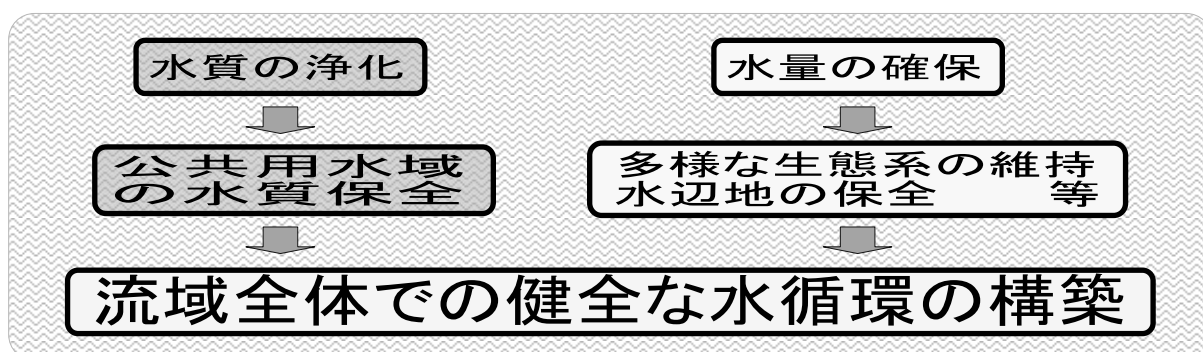 水質の浄化
水量の確保
公共用水域
の水質保全
多様な生態系の維持
水辺地の保全　等
流域全体での健全な水循環の構築